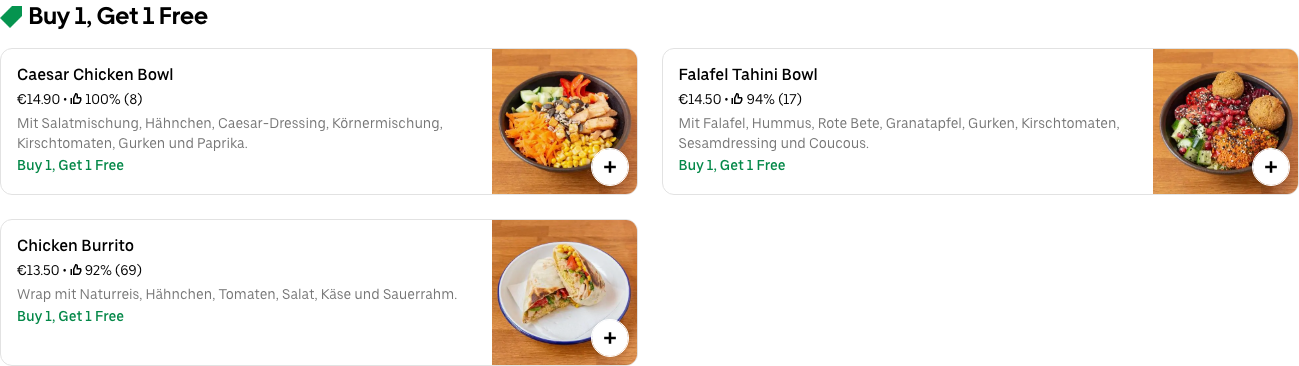 Buy 1, Get 1 Free
Caesar Chicken Bowl
€14.90 • 100% (8)
Mit Salatmischung, Hähnchen, Caesar-Dressing, Körnermischung,
Kirschtomaten, Gurken und Paprika.
Buy 1, Get 1 Free
Falafel Tahini Bowl
€14.50 • 94% (17)
Mit Falafel, Hummus, Rote Bete, Granatapfel, Gurken, Kirschtomaten,
Sesamdressing und Coucous.
Buy 1, Get 1 Free
Chicken Burrito
€13.50 • 92% (69)
Wrap mit Naturreis, Hähnchen, Tomaten, Salat, Käse und Sauerrahm.
Buy 1, Get 1 Free